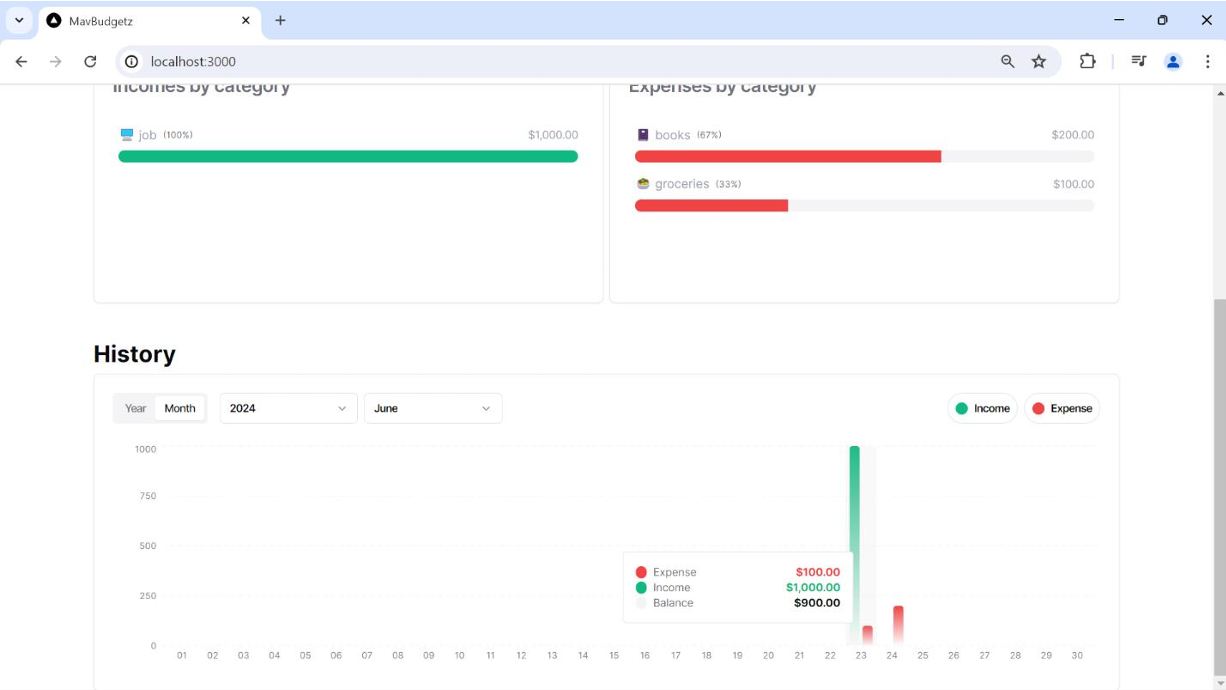 MavBudgetz
localhost:3000
Incomes by category
Expenses by category
job (100%) $1,000.00
books (67%) $200.00
groceries (33%) $100.00
History
Year Month 2024 June Income Expense
1000
750
500
250
0
Expense $100.00
Income $1,000.00
Balance $900.00
01 02 03 04 05 06 07 08 09 10 11 12 13 14 15 16 17 18 19 20 21 22 23 24 25 26 27 28 29 30